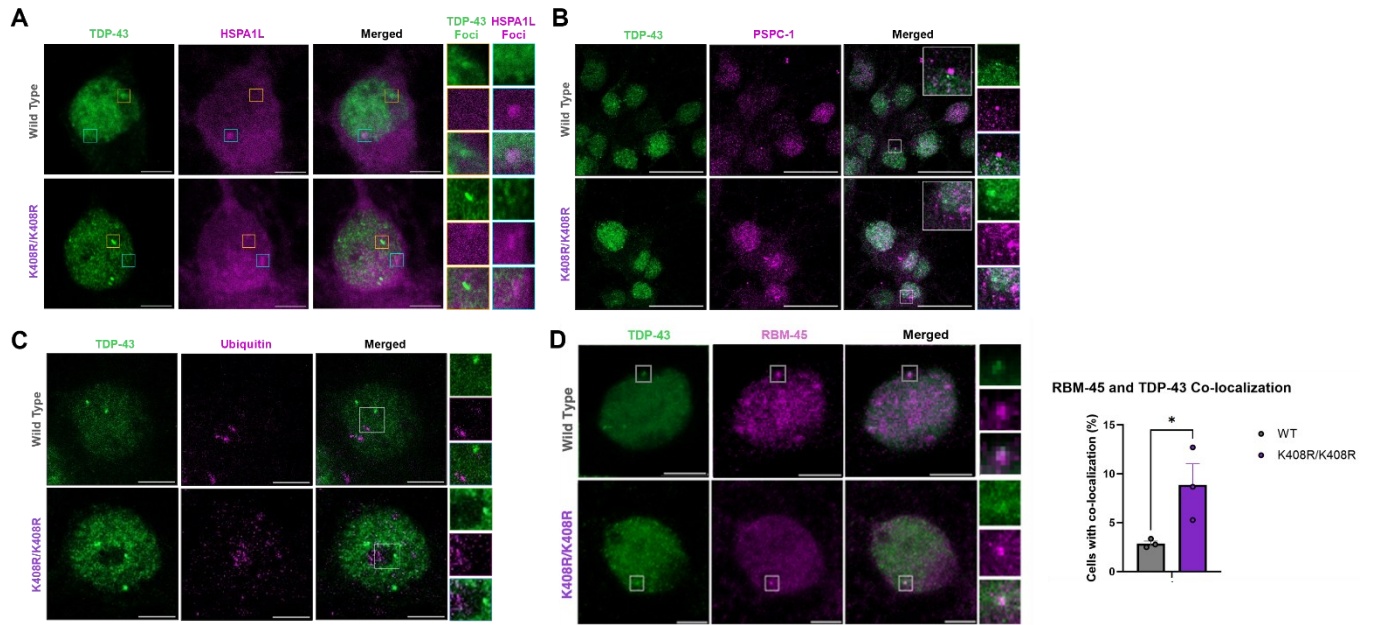 A
TDP-43
HSPA1L
Merged
TDP-43 Foci
HSPA1L Foci
Wild Type
K408R/K408R
B
TDP-43
PSPC-1
Merged
Wild Type
K408R/K408R
C
TDP-43
Ubiquitin
Merged
Wild Type
K408R/K408R
D
TDP-43
RBM-45
Merged
Wild Type
K408R/K408R
RBM-45 and TDP-43 Co-localization
Cells with co-localization (%)
15
10
5
0
*
WT
K408R/K408R